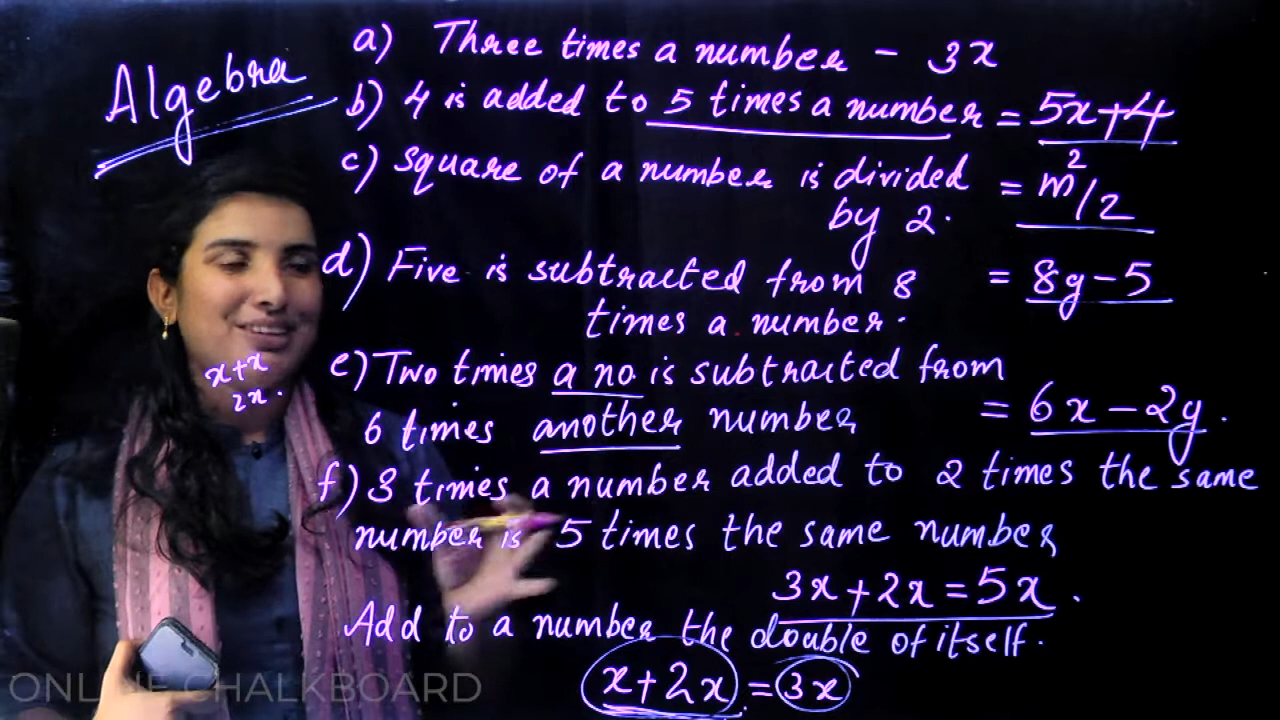 Algebra
a) Three times a number - 3x
b) 4 is added to 5 times a number = 5x+4
c) Square of a number is divided = m²/2
by 2.
d) Five is subtracted from 8 = 8y-5
times a number.
e) Two times a no is subtracted from
6 times another number = 6x-2y.
x+x
2x.
f) 3 times a number added to 2 times the same
number is 5 times the same number
3x+2x=5x.
Add to a number the double of itself.
x+2x = 3x
ONLINE CHALKBOARD